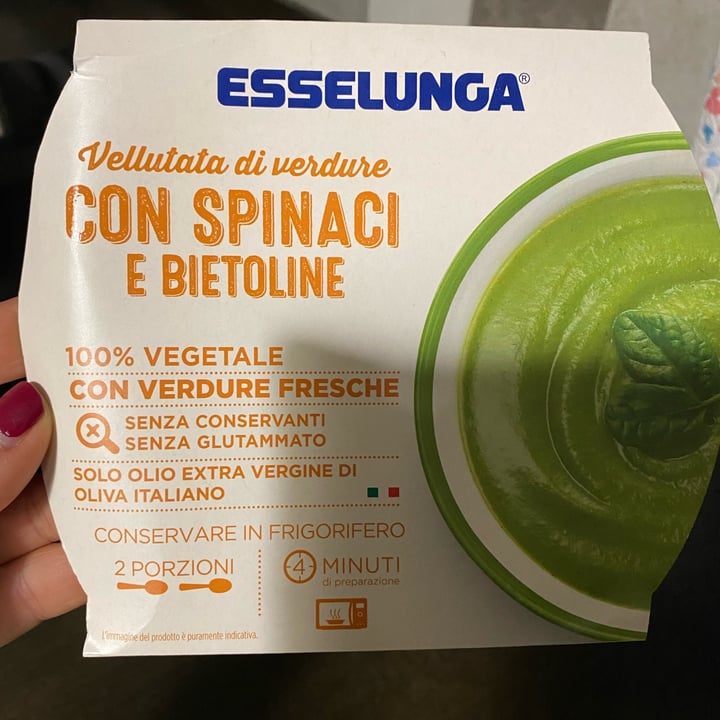 ESSELUNGA®
Vellutata di verdure
CON SPINACI
E BIETOLINE
100% VEGETALE
CON VERDURE FRESCHE
SENZA CONSERVANTI
SENZA GLUTAMMATO
SOLO OLIO EXTRA VERGINE DI
OLIVA ITALIANO
CONSERVARE IN FRIGORIFERO
2 PORZIONI
4 MINUTI
di preparazione
L'immagine del prodotto è puramente indicativa.